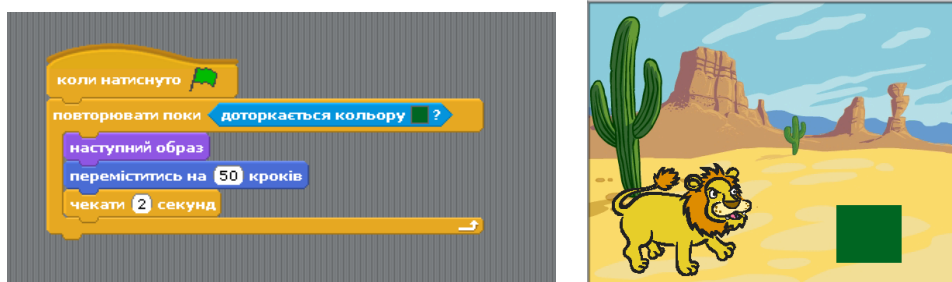 коли натиснуто
повторювати поки доторкається кольору ?
наступний образ
переміститись на 50 кроків
чекати 2 секунд